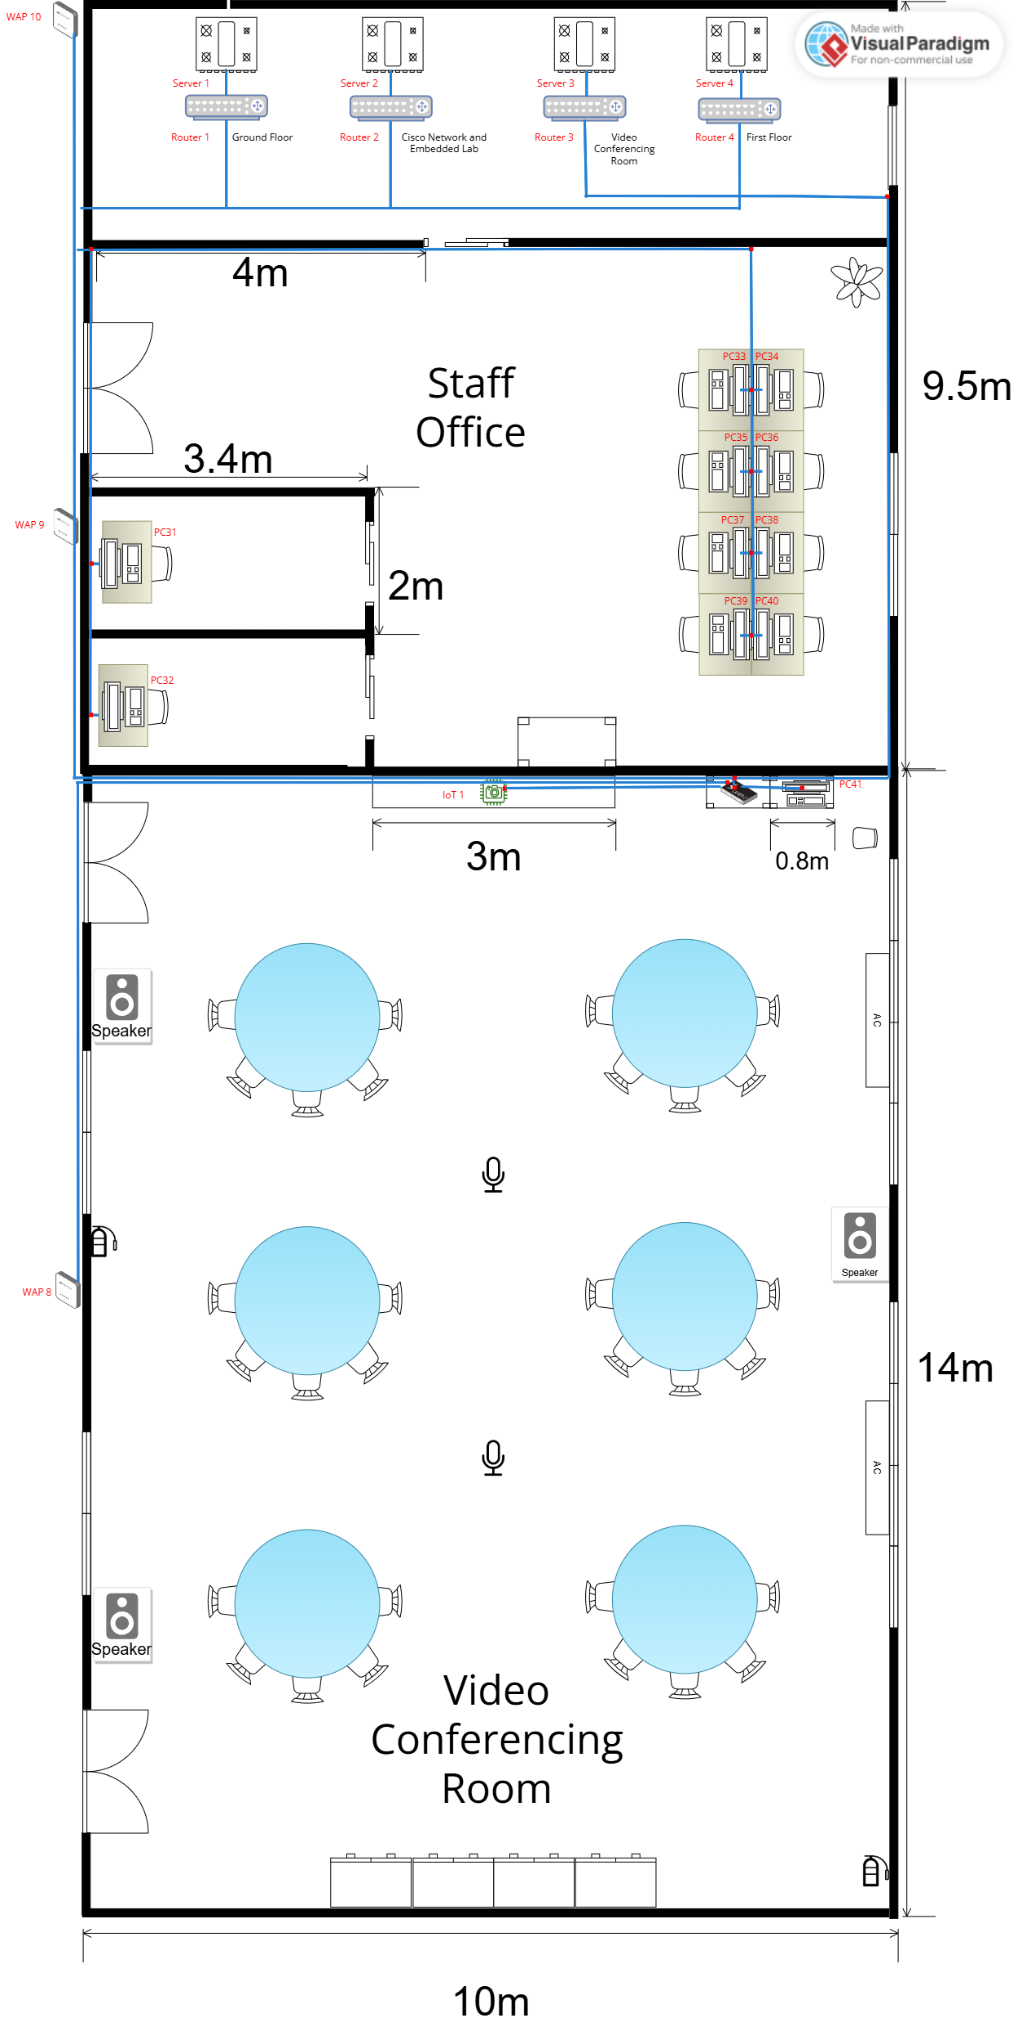 WAP 10
Made with
VisualParadigm
For non-commercial use
Server 1
Server 2
Server 3
Server 4
Router 1
Ground Floor
Router 2
Cisco Network and
Embedded Lab
Router 3
Video
Conferencing
Room
Router 4
First Floor
4m
Staff
Office
9.5m
PC33
PC34
PC35
PC36
3.4m
WAP 9
PC31
PC37
PC38
2m
PC39
PC40
PC32
IoT 1
PC41
3m
0.8m
Speaker
AC
Speaker
WAP 8
14m
AC
Speaker
Video
Conferencing
Room
10m